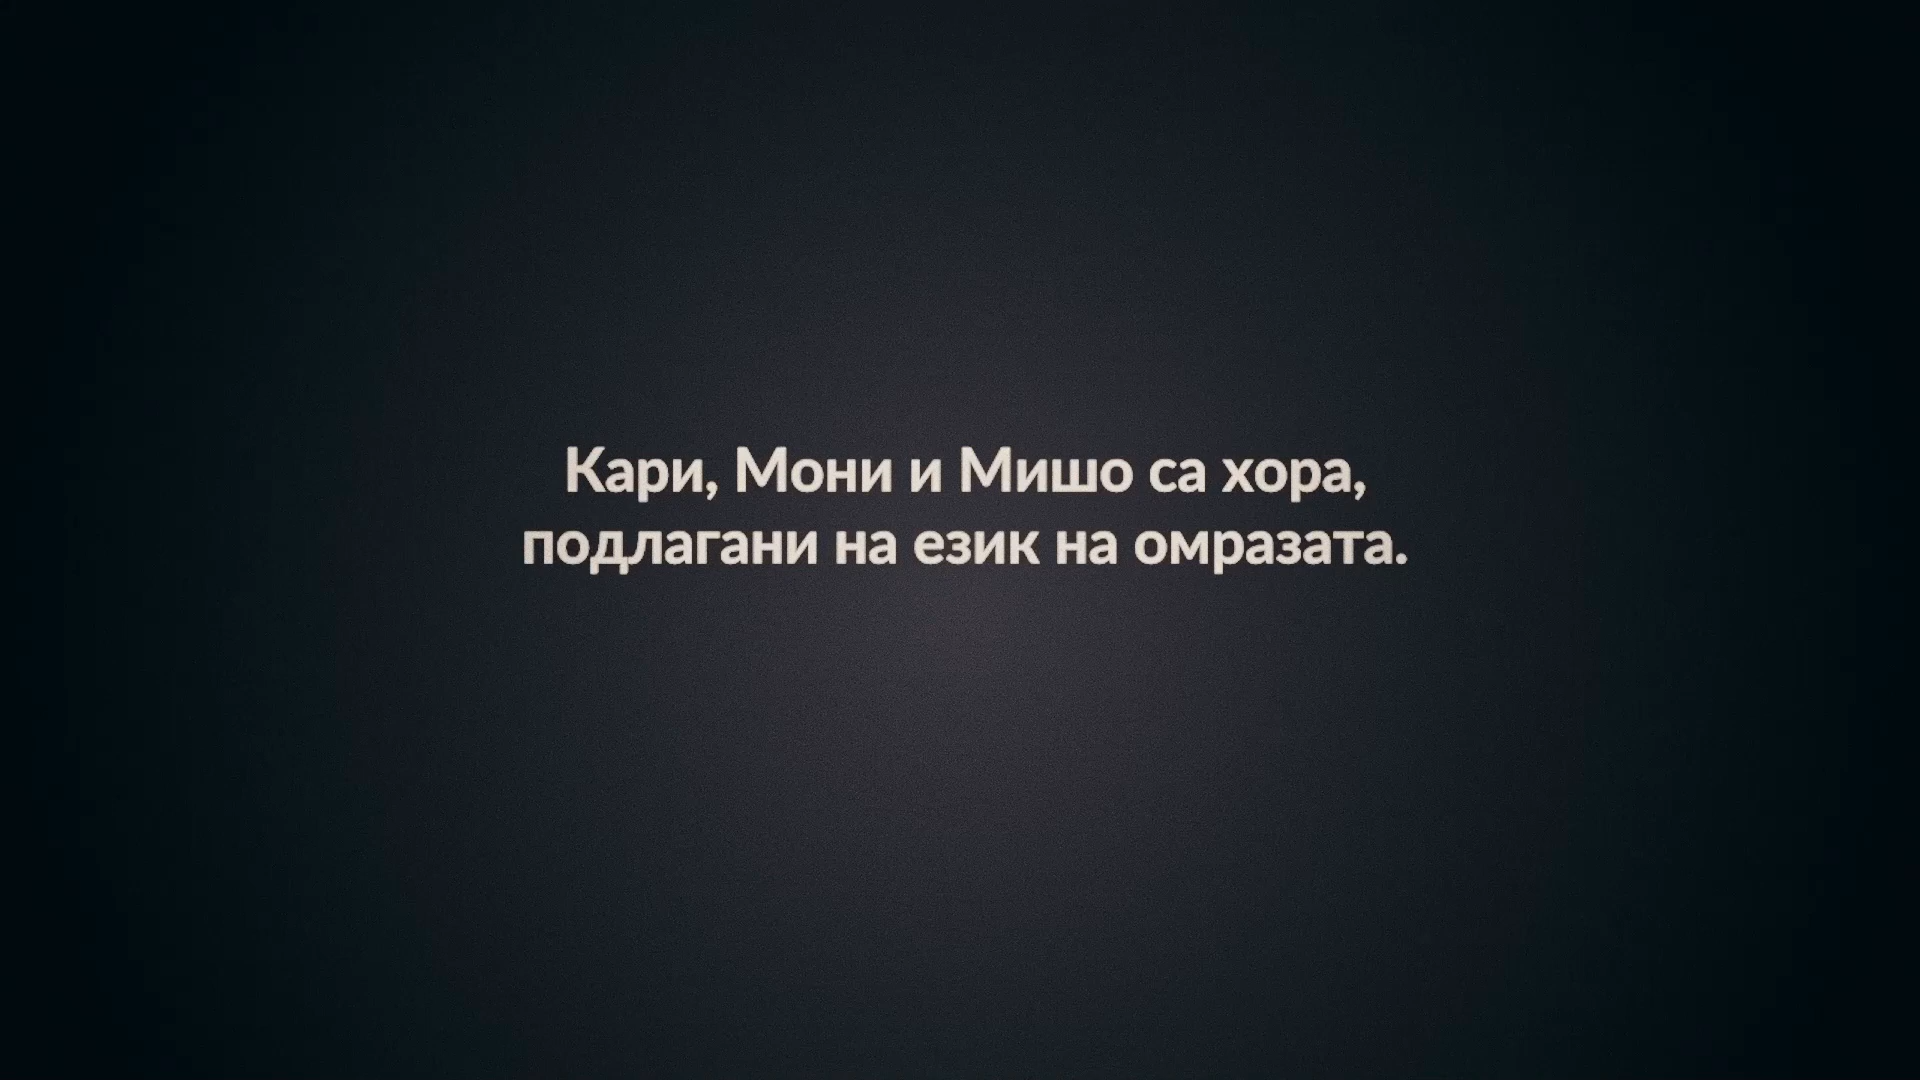 Кари, Мони и Мишо са хора,
подлагани на език на омразата.